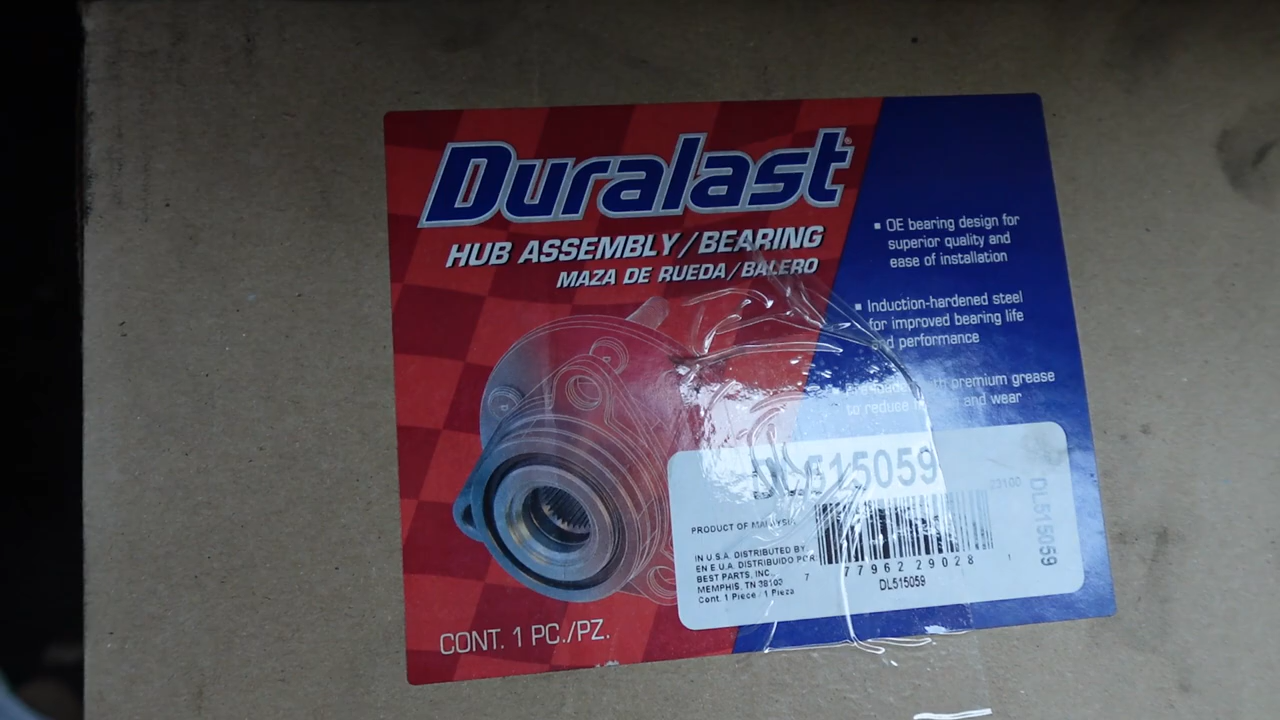 Duralast®
HUB ASSEMBLY/BEARING
MAZA DE RUEDA/BALERO
▪ OE bearing design for
superior quality and
ease of installation
▪ Induction-hardened steel
for improved bearing life
and performance
premium grease
to reduce and wear
DL515059
23100
DL515059
PRODUCT OF MALAYSIA
IN U.S.A. DISTRIBUTED BY
EN E.U.A. DISTRIBUIDO POR:
BEST PARTS, INC.,
MEMPHIS, TN 38103
Cont. 1 Piece / 1 Pieza
7 77962 29028 1
DL515059
CONT. 1 PC./PZ.